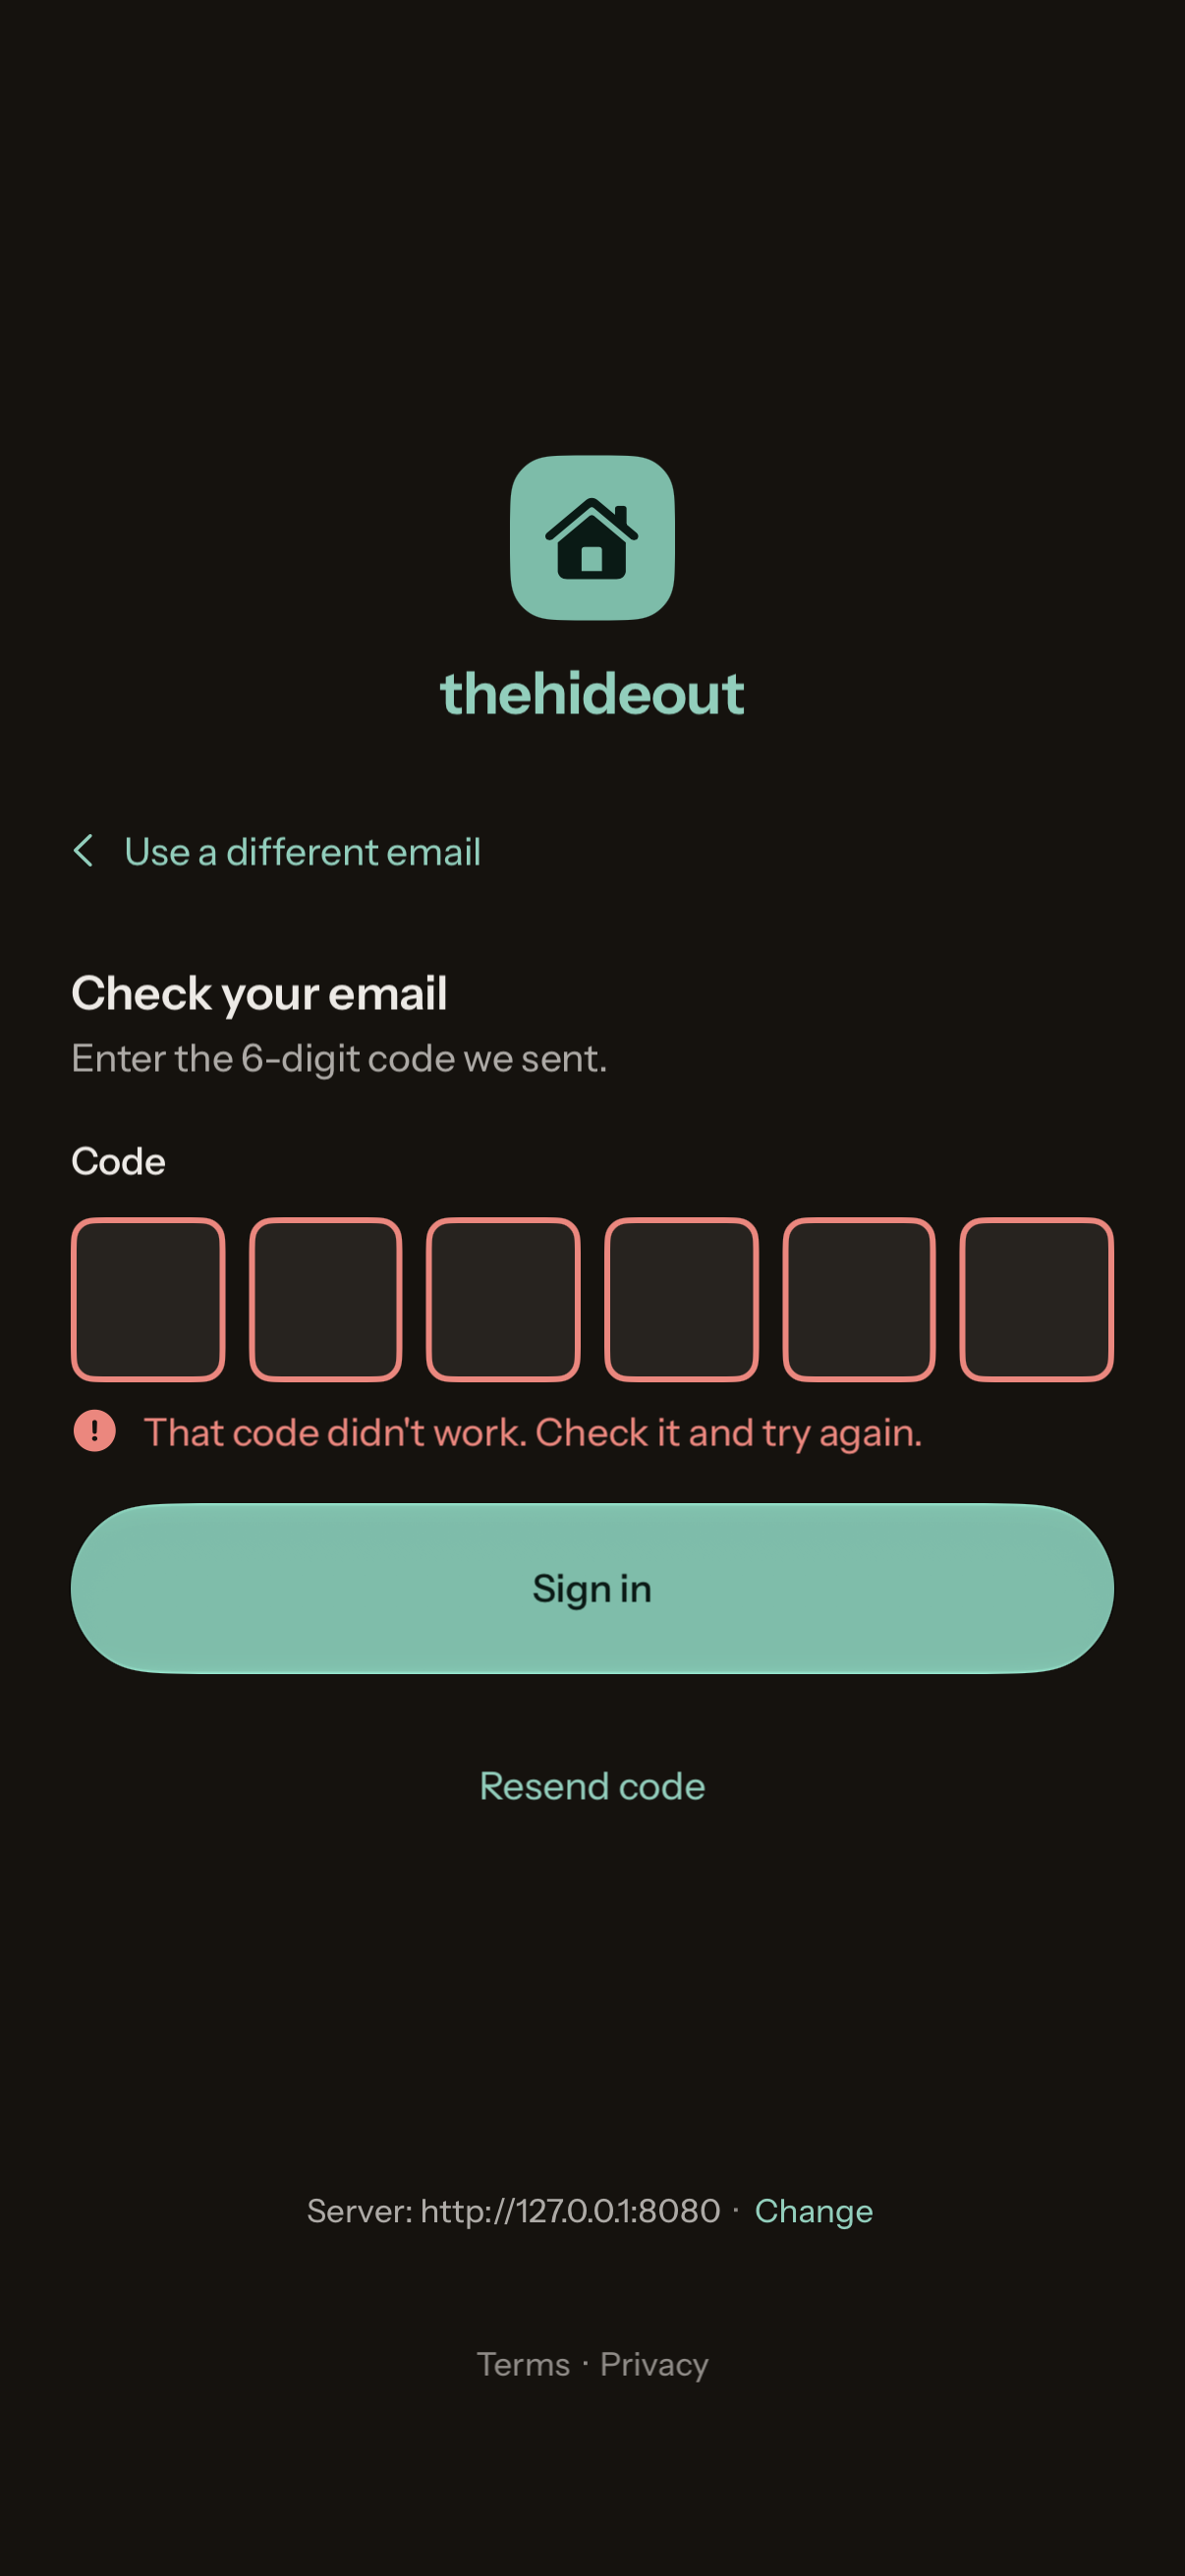 thehideout
Use a different email
Check your email
Enter the 6-digit code we sent.
Code
That code didn't work. Check it and try again.
Sign in
Resend code
Server: http://127.0.0.1:8080 · Change
Terms · Privacy